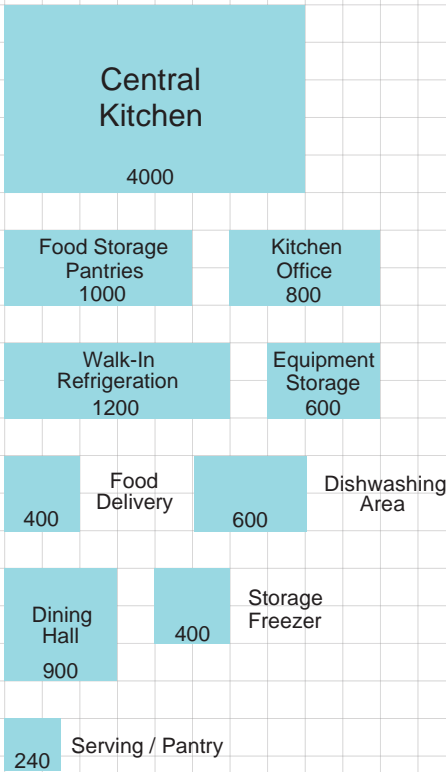 Central
Kitchen
4000
Food Storage
Pantries
1000
Kitchen
Office
800
Walk-In
Refrigeration
1200
Equipment
Storage
600
400
Food
Delivery
600
Dishwashing
Area
Dining
Hall
900
400
Storage
Freezer
240
Serving / Pantry